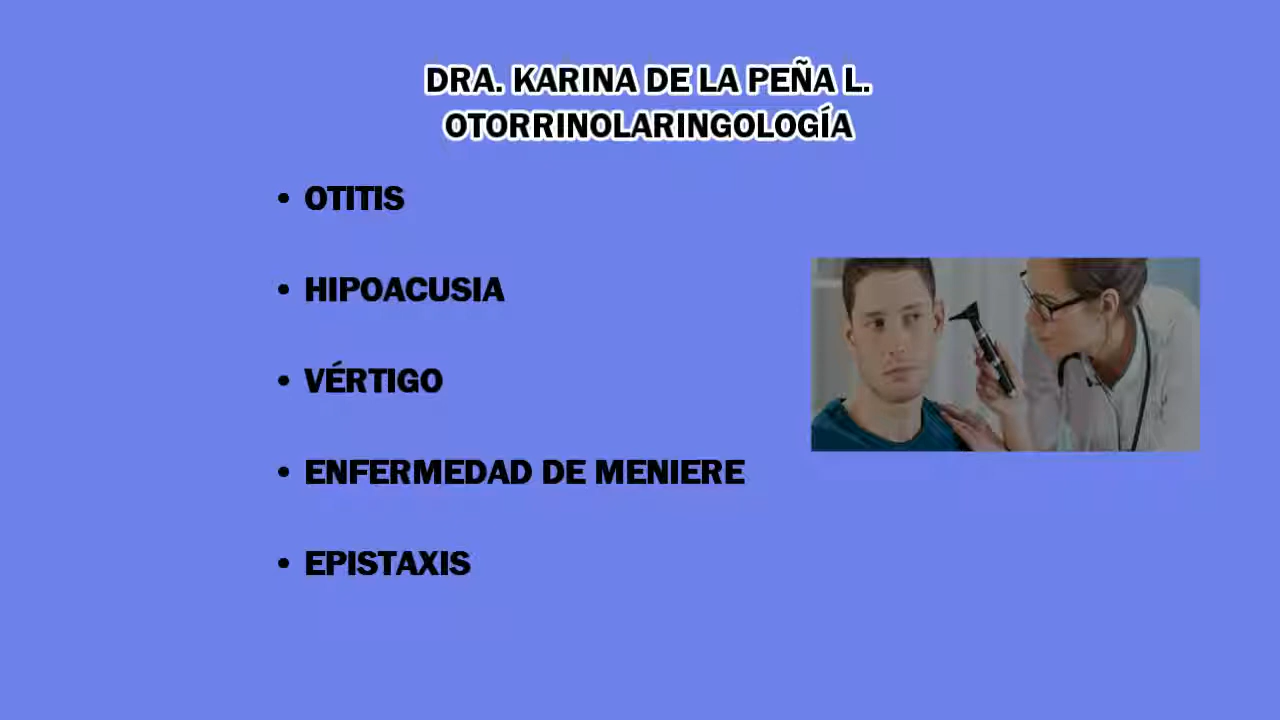 DRA. KARINA DE LA PEÑA L.
OTORRINOLARINGOLOGÍA
• OTITIS
• HIPOACUSIA
• VÉRTIGO
• ENFERMEDAD DE MENIERE
• EPISTAXIS